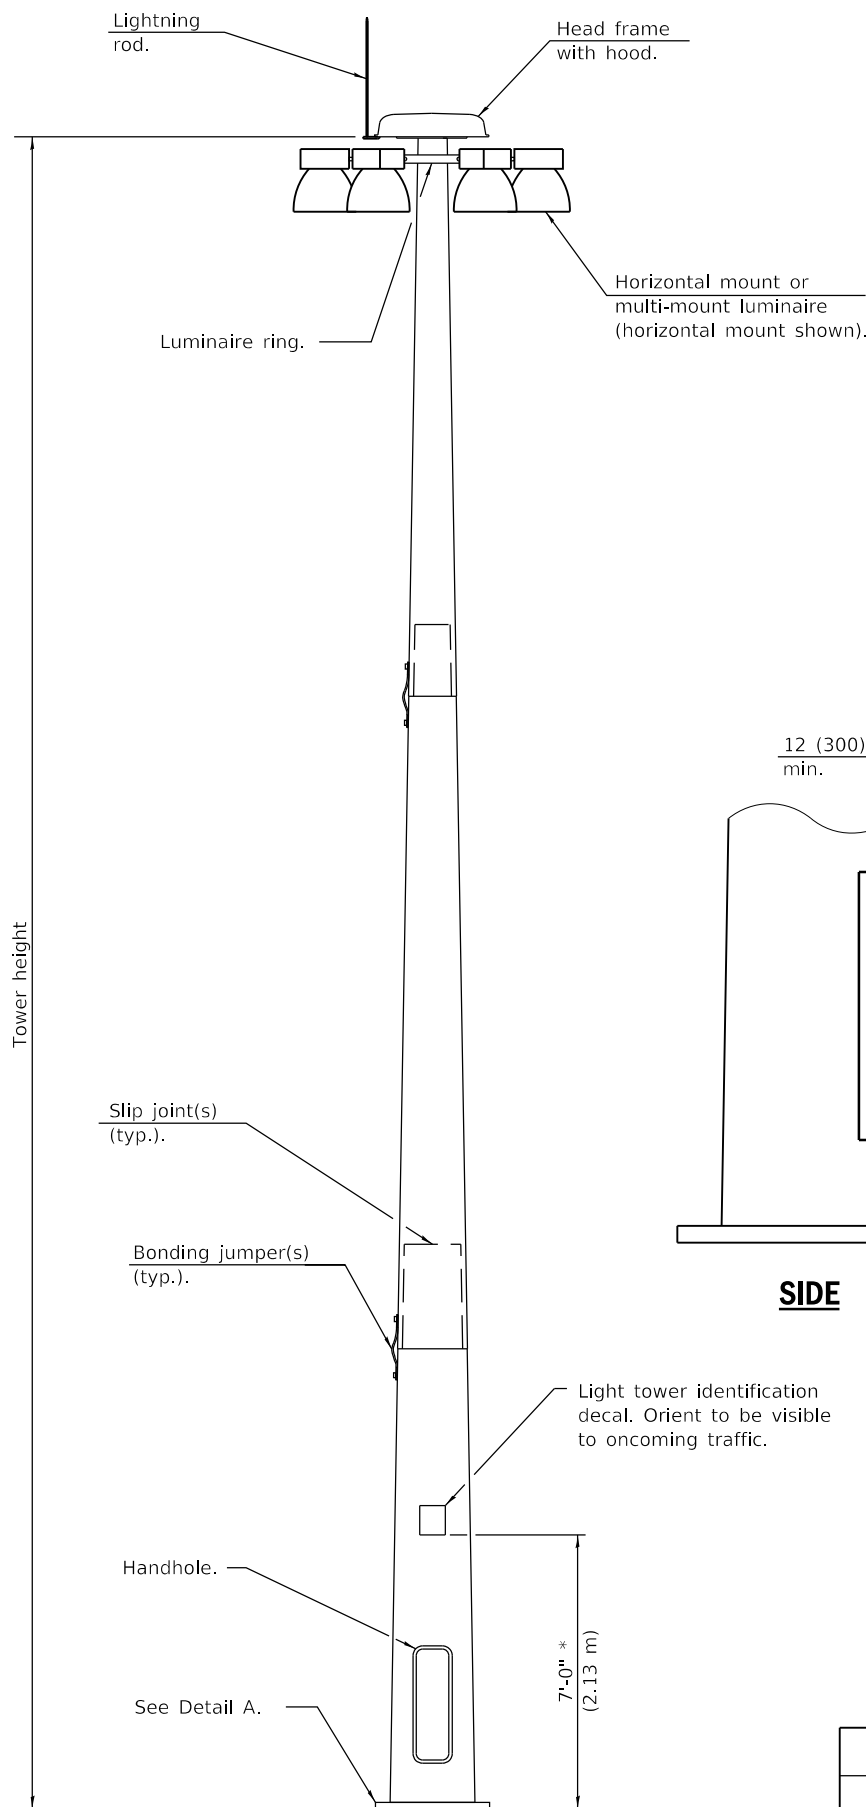 Lightning
rod.
Head frame
with hood.
Horizontal mount or
multi-mount luminaire
(horizontal mount shown).
Luminaire ring.
12 (300)
min.
Tower height
Slip joint(s)
(typ.).
Bonding jumper(s)
(typ.).
SIDE
Light tower identification
decal. Orient to be visible
to oncoming traffic.
Handhole.
7'-0" *
(2.13 m)
See Detail A.